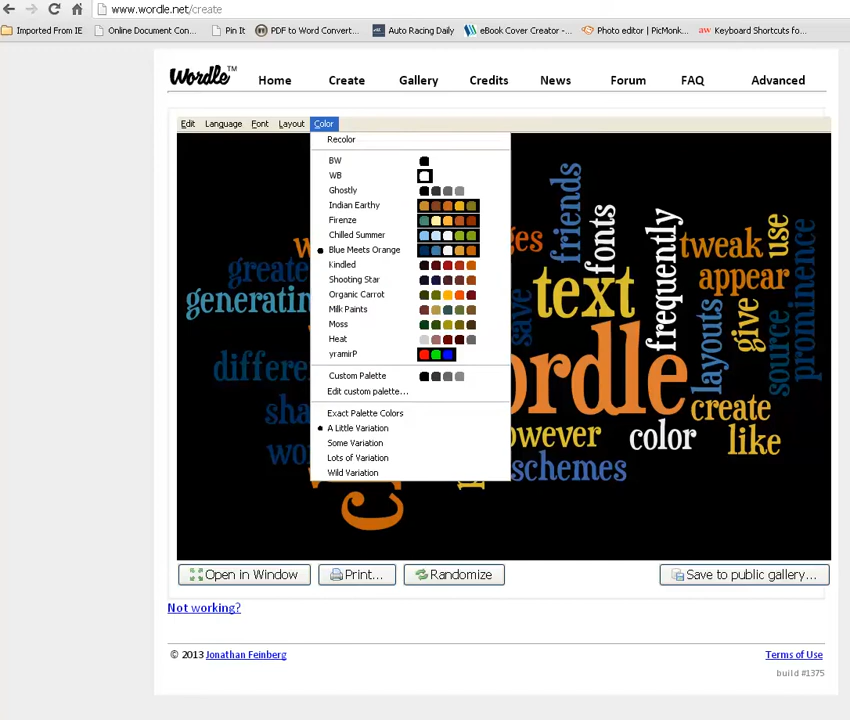 www.wordle.net/create
Imported From IE Online Document Con... Pin It PDF to Word Convert... Auto Racing Daily eBook Cover Creator -... Photo editor | PicMonk... aw Keyboard Shortcuts fo...
Wordle™ Home Create Gallery Credits News Forum FAQ Advanced
Edit Language Font Layout Color
Recolor
BW
WB
Ghostly
Indian Earthy
Firenze
Chilled Summer
Blue Meets Orange
Kindled
Shooting Star
Organic Carrot
Milk Paints
Moss
Heat
yramirP
Custom Palette
Edit custom palette...
Exact Palette Colors
A Little Variation
Some Variation
Lots of Variation
Wild Variation
friends
fonts
frequently
tweak
use
appear
prominence
text
save
give
layouts
source
create
color
like
schemes
Open in Window Print... Randomize Save to public gallery...
Not working?
© 2013 Jonathan Feinberg Terms of Use
build #1375